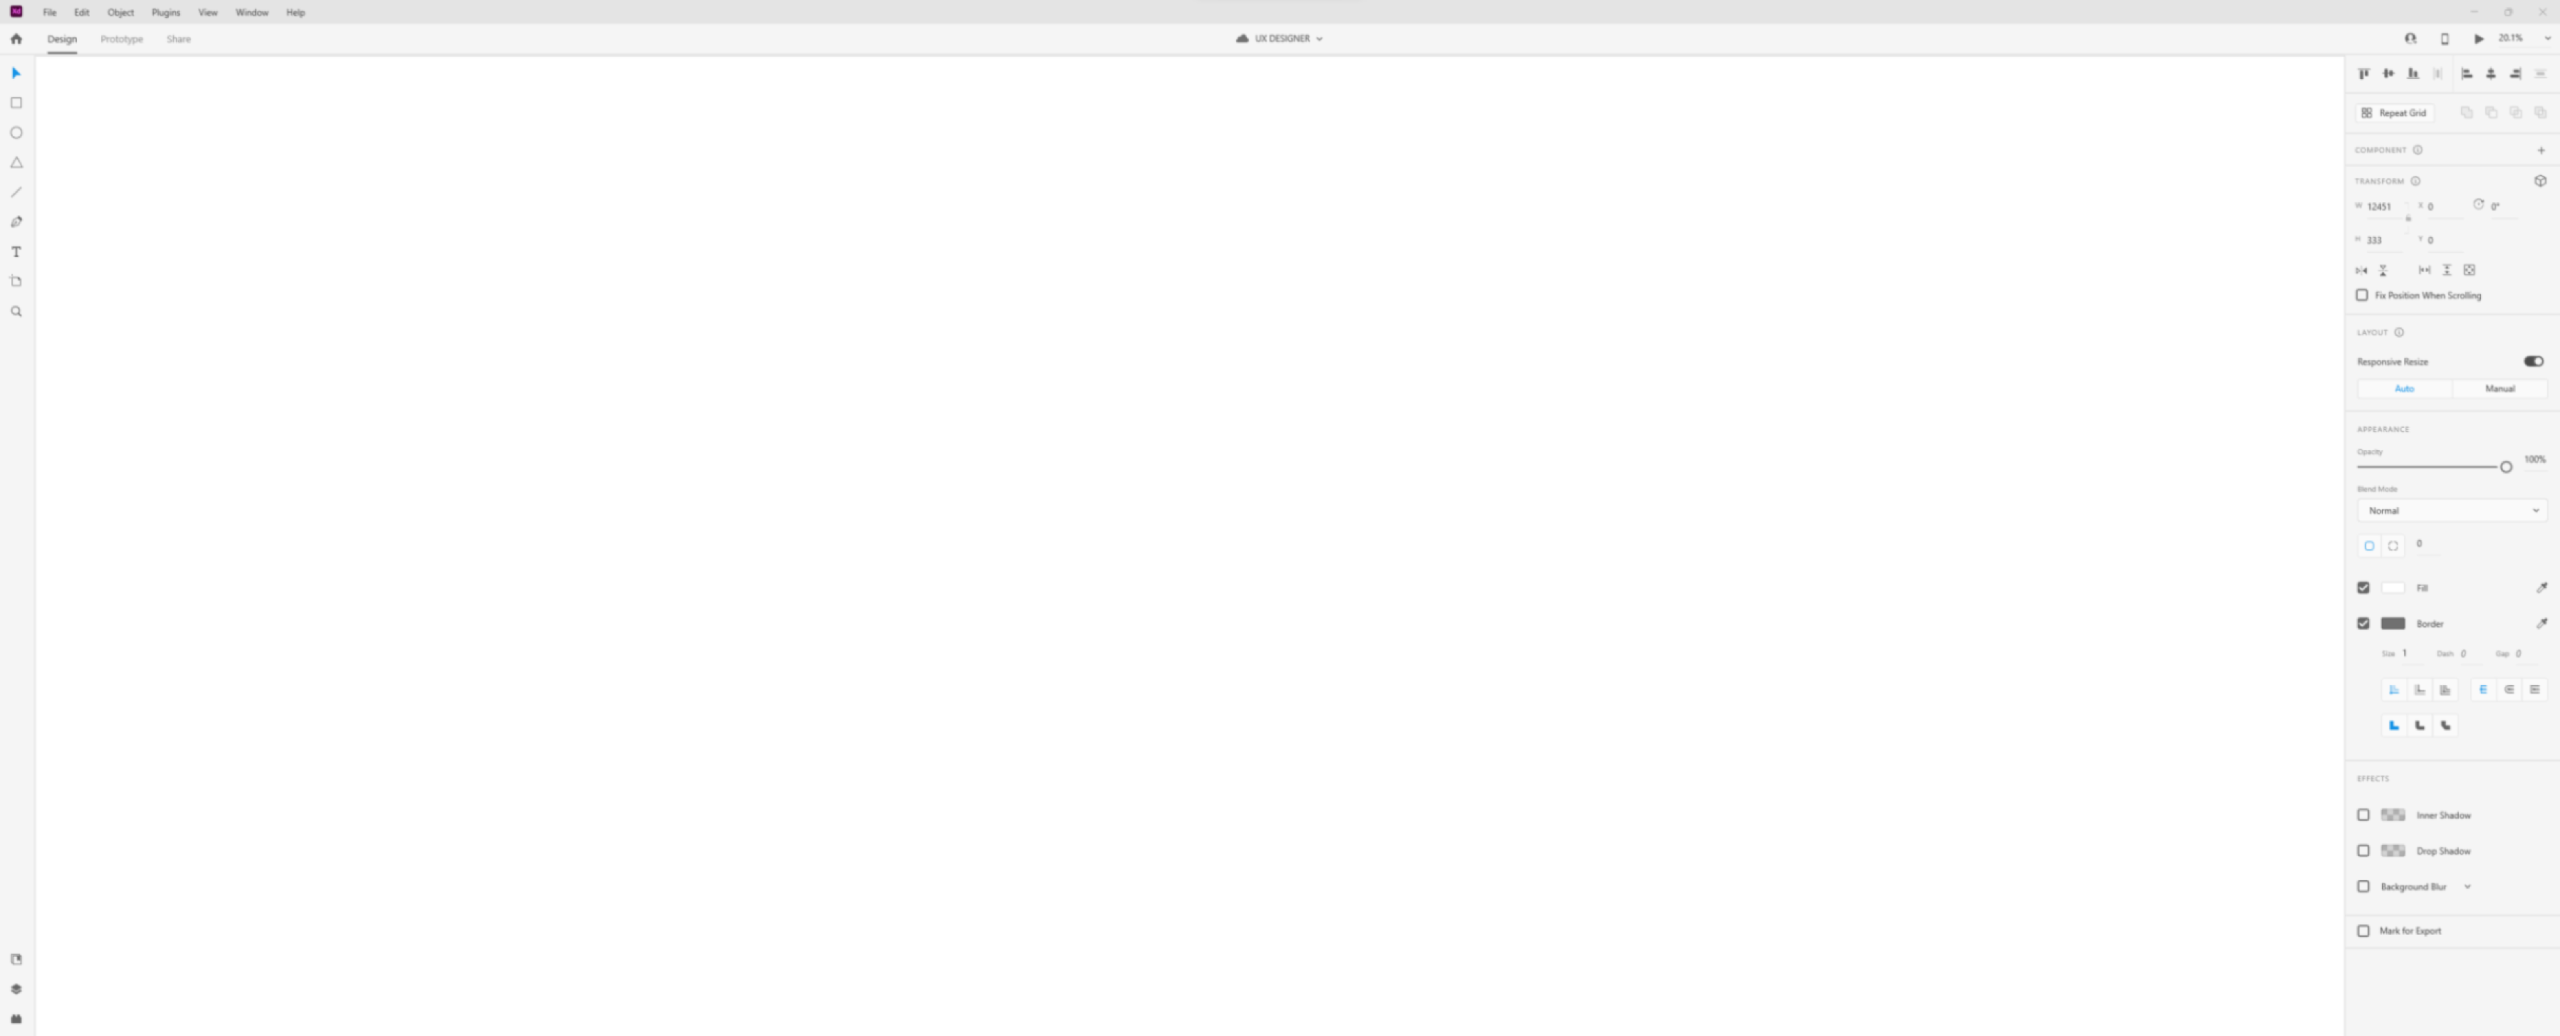 Xd File Edit Object Plugins View Window Help
Design Prototype Share UX DESIGNER 20.1%
Repeat Grid
COMPONENT
TRANSFORM
W 12451 X 0 0°
H 333 Y 0
Fix Position When Scrolling
LAYOUT
Responsive Resize
Auto Manual
APPEARANCE
Opacity
100%
Blend Mode
Normal
0
Fill
Border
Size 1 Dash 0 Gap 0
EFFECTS
Inner Shadow
Drop Shadow
Background Blur
Mark for Export